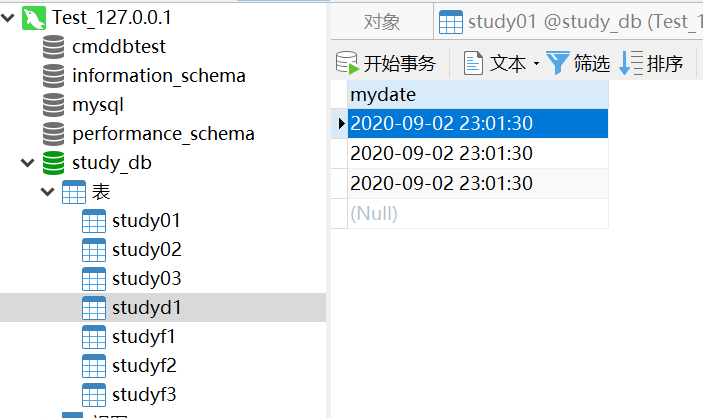 Test_127.0.0.1
cmddbtest
information_schema
mysql
performance_schema
study_db
表
study01
study02
study03
studyd1
studyf1
studyf2
studyf3
对象
study01 @study_db (Test_1
开始事务
文本
筛选
排序
mydate
2020-09-02 23:01:30
2020-09-02 23:01:30
2020-09-02 23:01:30
(Null)